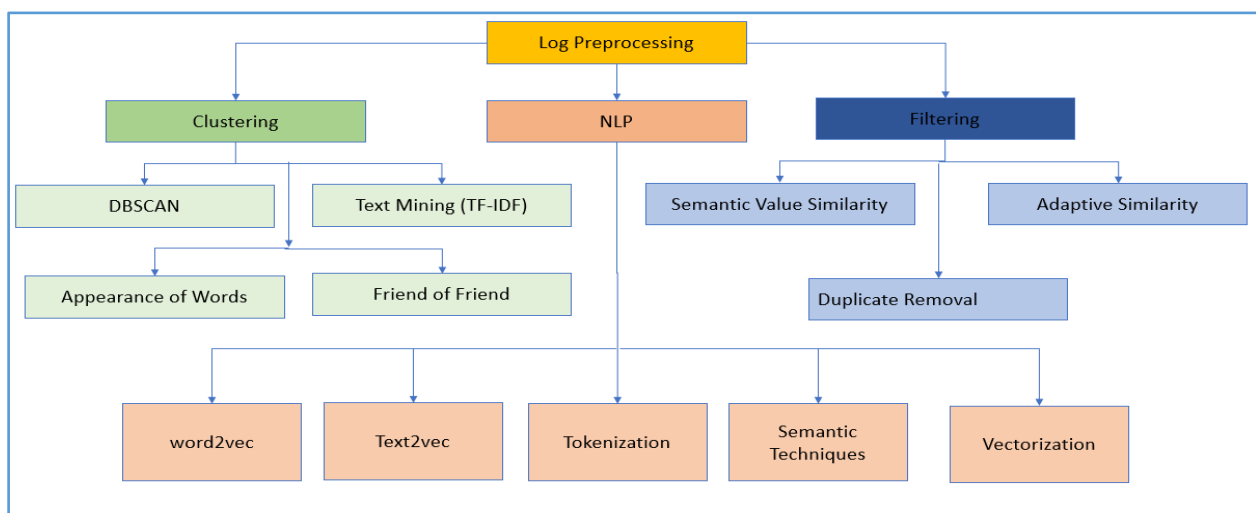 Log Preprocessing
Clustering
NLP
Filtering
DBSCAN
Text Mining (TF-IDF)
Semantic Value Similarity
Adaptive Similarity
Appearance of Words
Friend of Friend
Duplicate Removal
word2vec
Text2vec
Tokenization
Semantic
Techniques
Vectorization